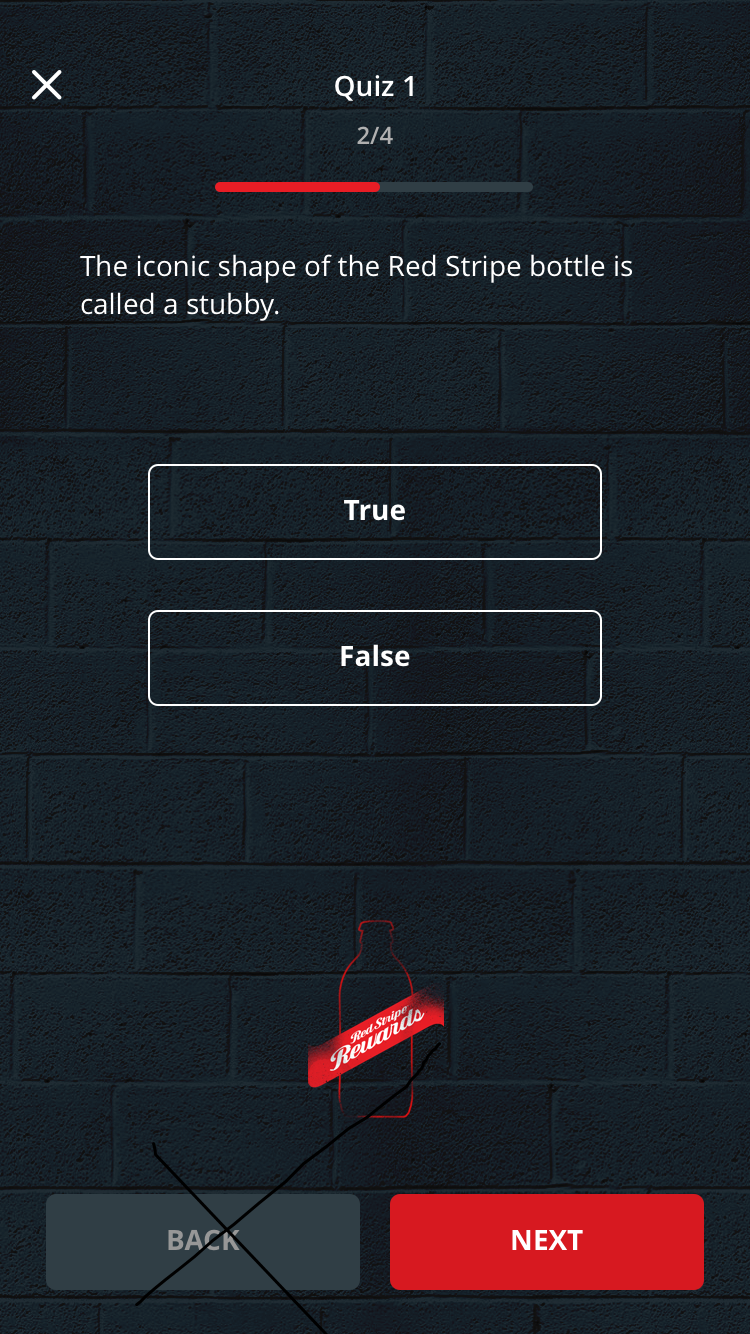 Quiz 1
2/4
The iconic shape of the Red Stripe bottle is
called a stubby.
True
False
Red Stripe
Rewards
BACK
NEXT